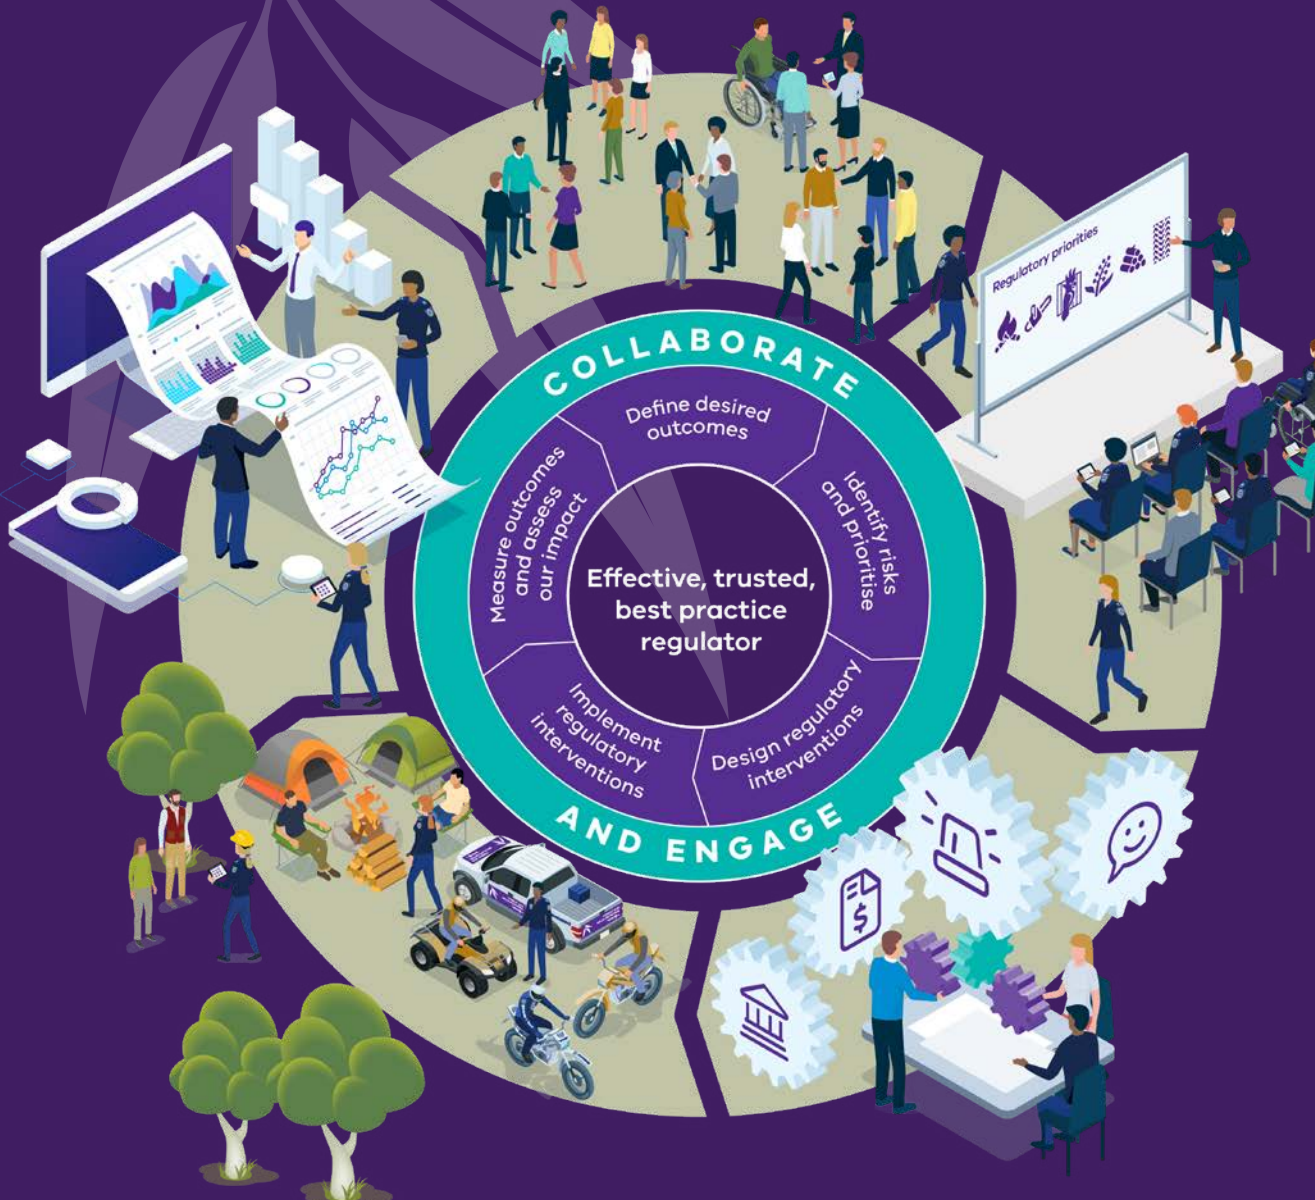 Regulatory priorities
COLLABORATE
Define desired
outcomes
Identify risks
and prioritise
Design regulatory
interventions
Implement
regulatory
interventions
Measure outcomes
and assess
our impact
Effective, trusted,
best practice
regulator
AND ENGAGE